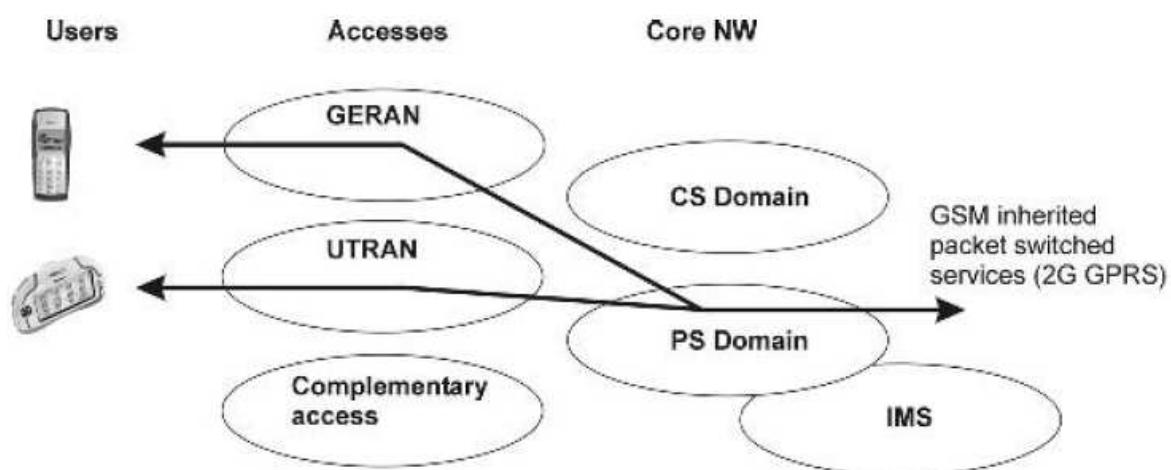 Users
Accesses
Core NW
GERAN
CS Domain
GSM inherited
packet switched
services (2G GPRS)
UTRAN
PS Domain
Complementary
access
IMS